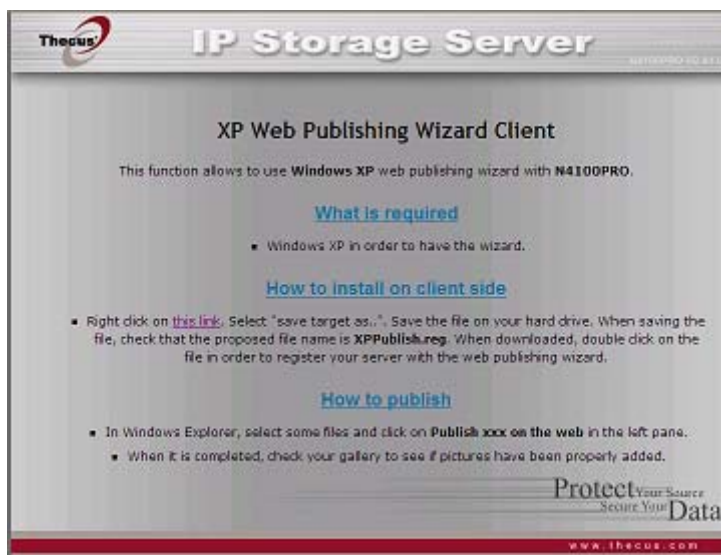 Thecus
IP Storage Server
XP Web Publishing Wizard Client
This function allows to use Windows XP web publishing wizard with N4100PRO.
What is required
▪ Windows XP in order to have the wizard.
How to install on client side
▪ Right click on this link. Select "save target as..". Save the file on your hard drive. When saving the
file, check that the proposed file name is XPPublish.reg. When downloaded, double click on the
file in order to register your server with the web publishing wizard.
How to publish
▪ In Windows Explorer, select some files and click on Publish xxx on the web in the left pane.
▪ When it is completed, check your gallery to see if pictures have been properly added.
Protect Your Source
Secure Your Data
www.thecus.com